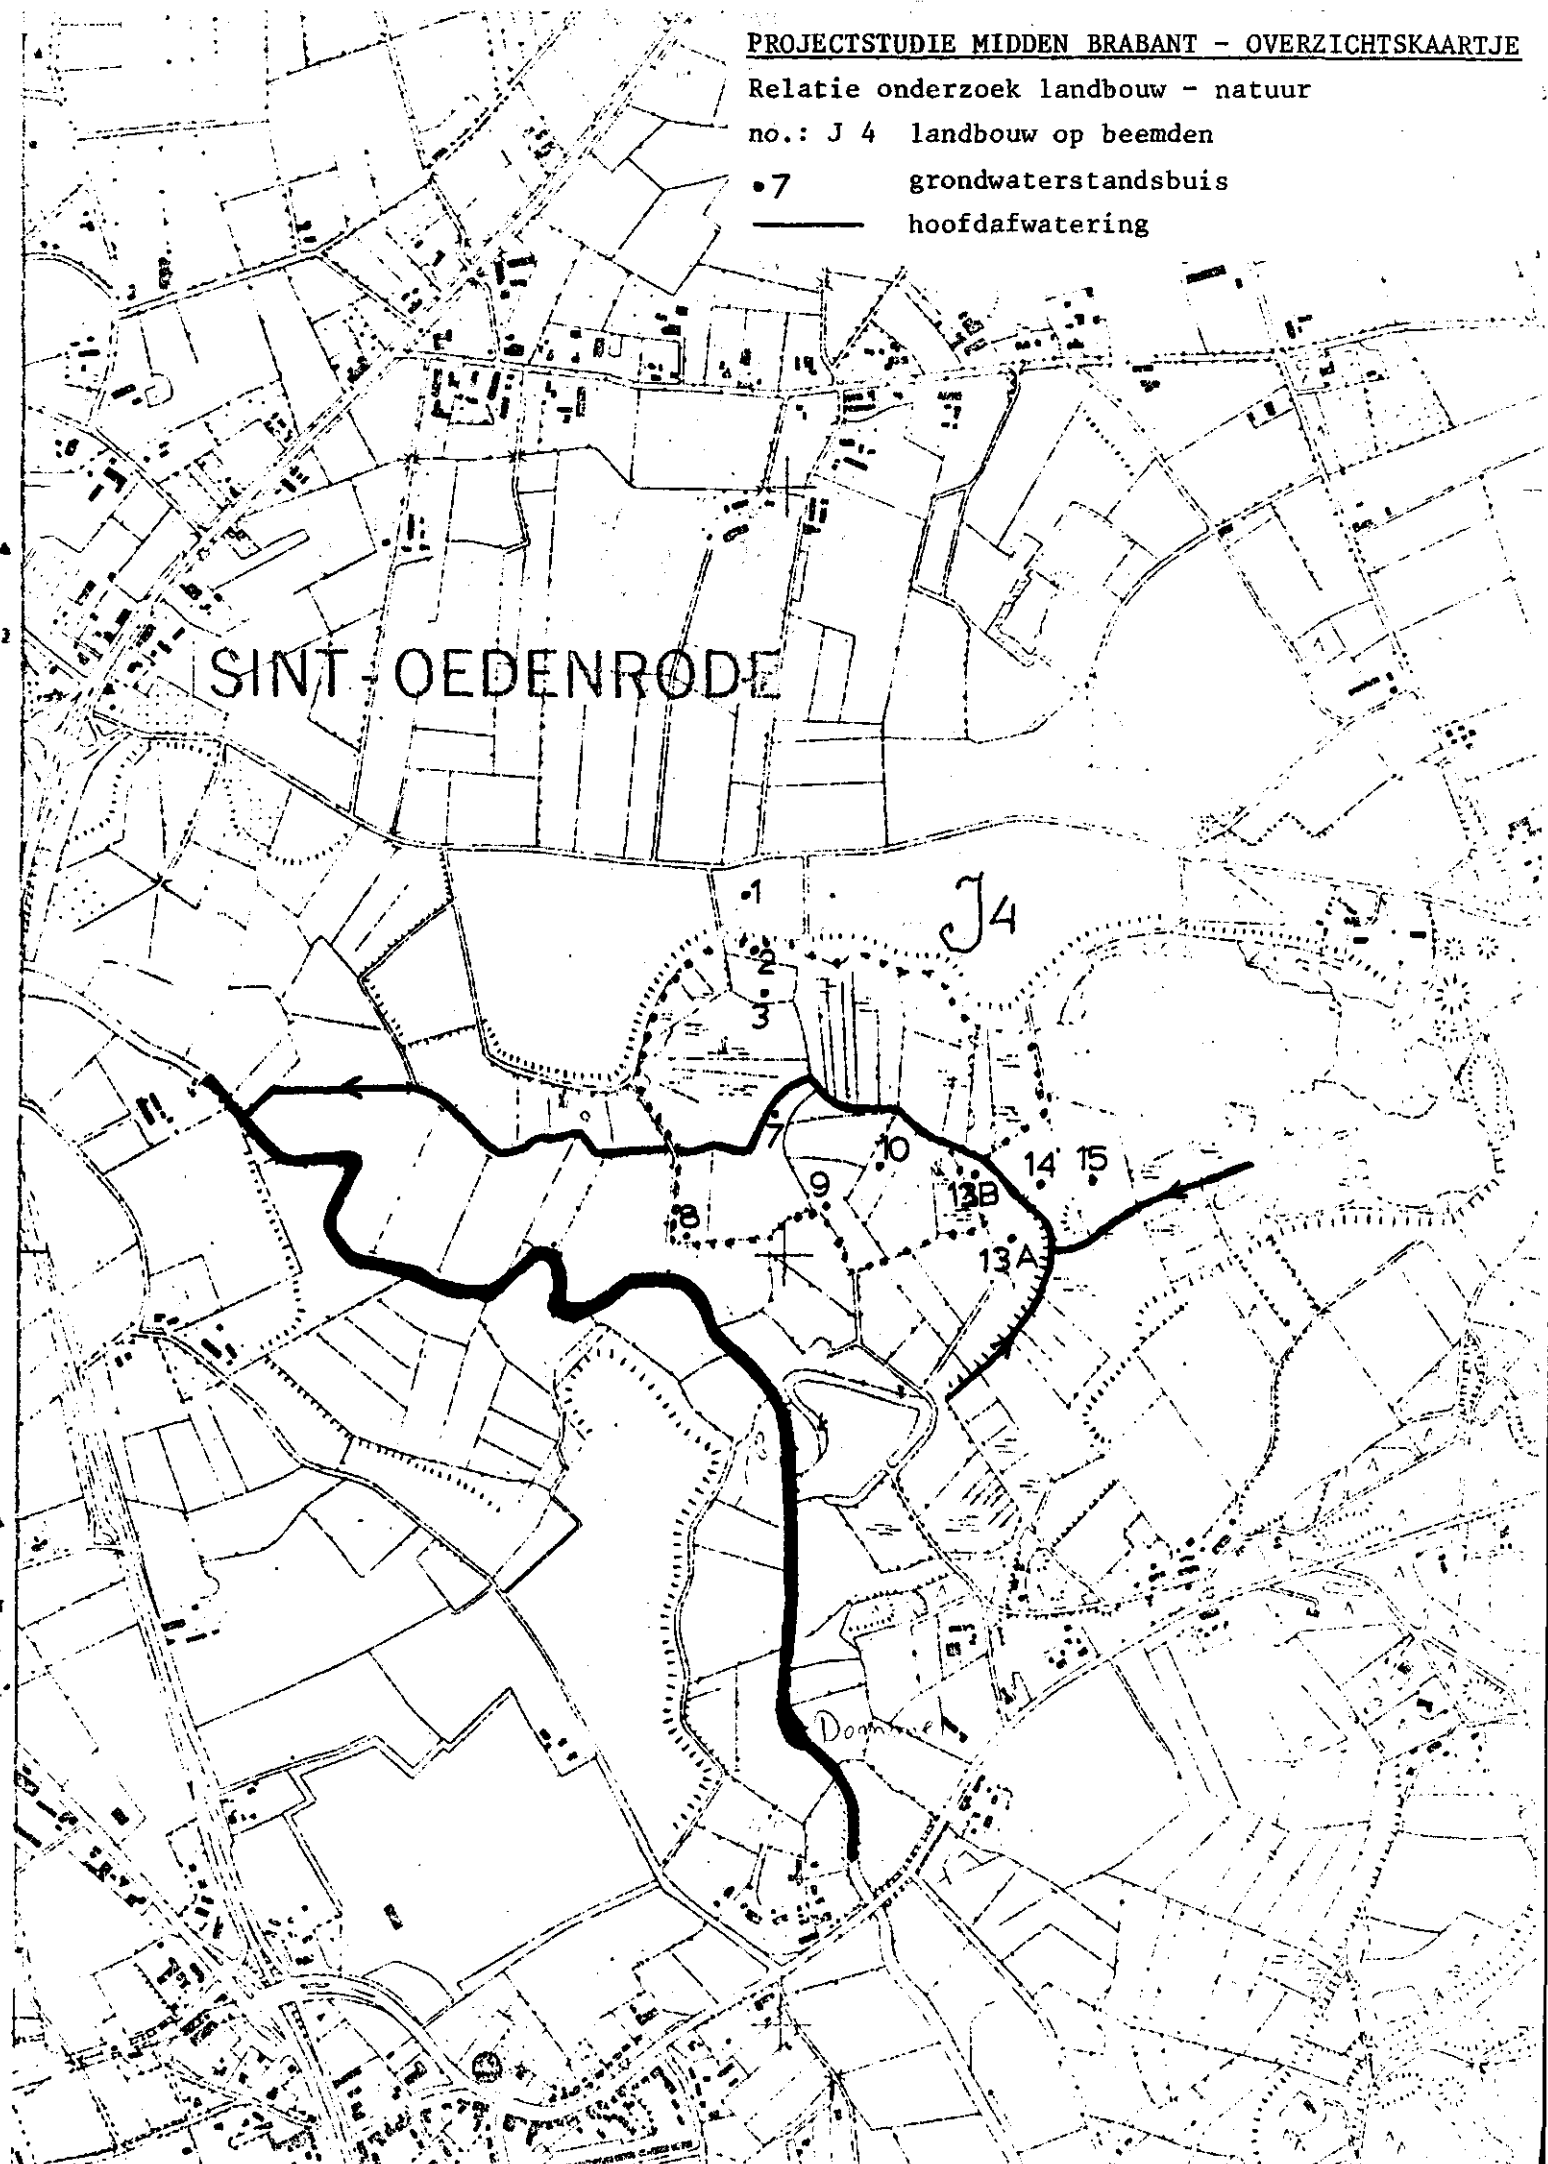 PROJECTSTUDIE MIDDEN BRABANT - OVERZICHTSKAARTJE
Relatie onderzoek landbouw - natuur
no.: J 4 landbouw op beemden
•7 grondwaterstandsbuis
hoofdafwatering
SINT-OEDENRODE
1
J4
2
3
7
10
14
15
9
13B
8
13A
Dommel